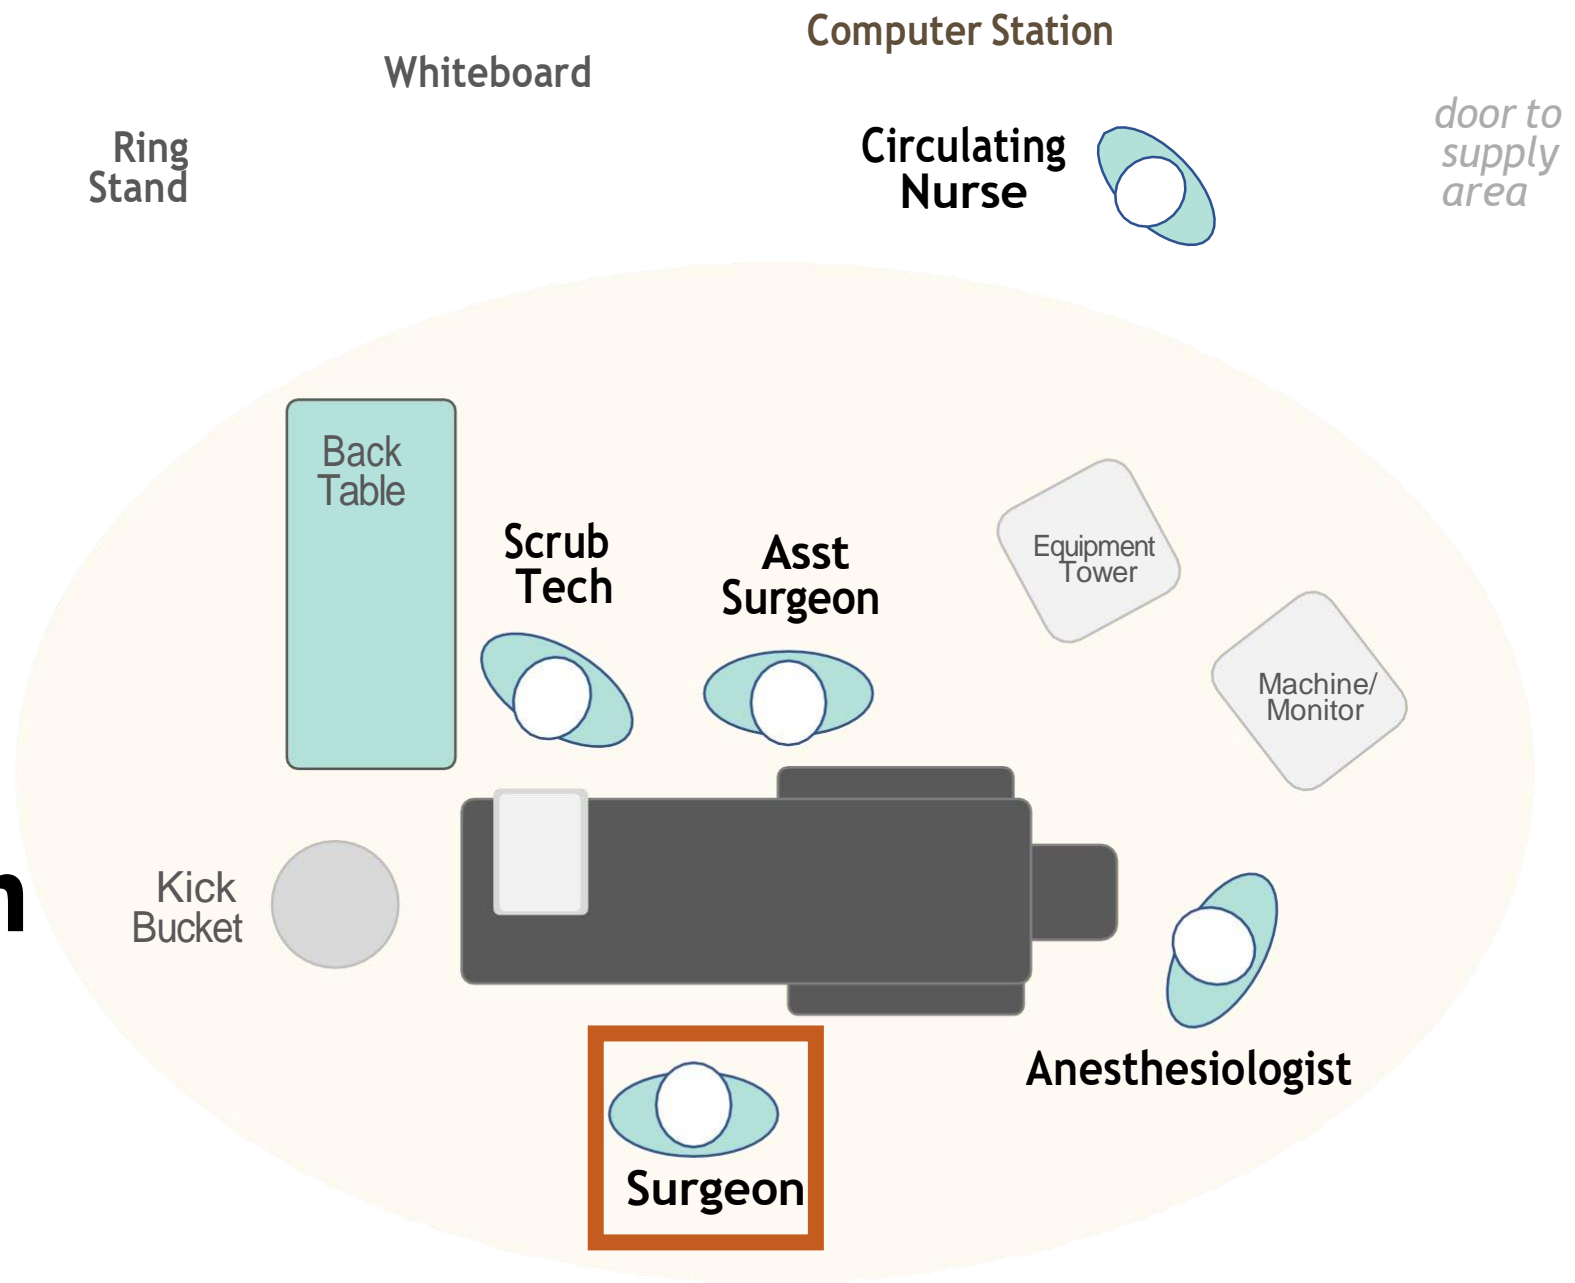 Computer Station
Whiteboard
door to
supply
area
Ring
Stand
Circulating
Nurse
Back
Table
Scrub
Tech
Asst
Surgeon
Equipment
Tower
Machine/
Monitor
Kick
Bucket
n
Anesthesiologist
Surgeon